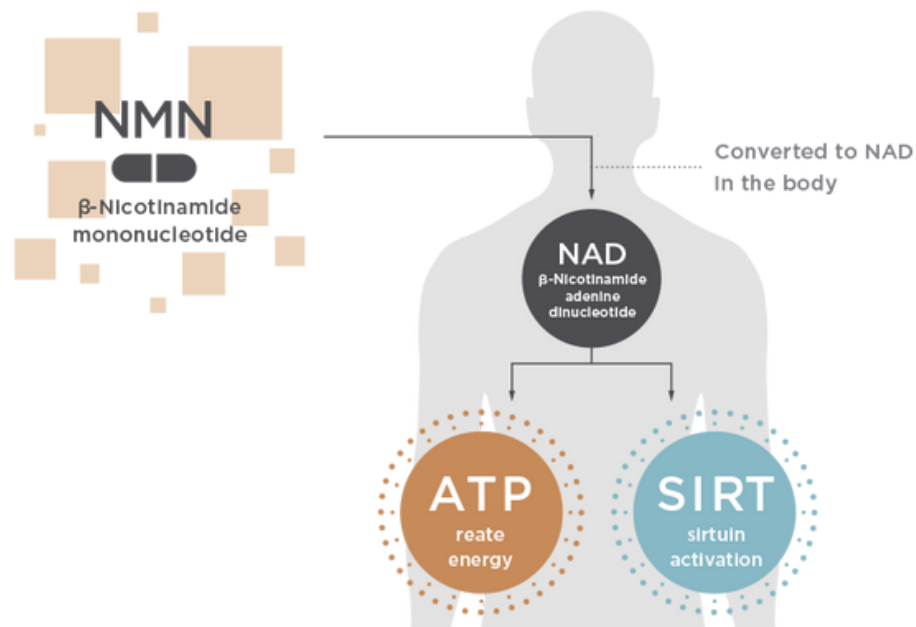 NMN
β-Nicotinamide
mononucleotide
Converted to NAD
In the body
NAD
β-Nicotinamide
adenine
dinucleotide
ATP
reate
energy
SIRT
sirtuin
activation